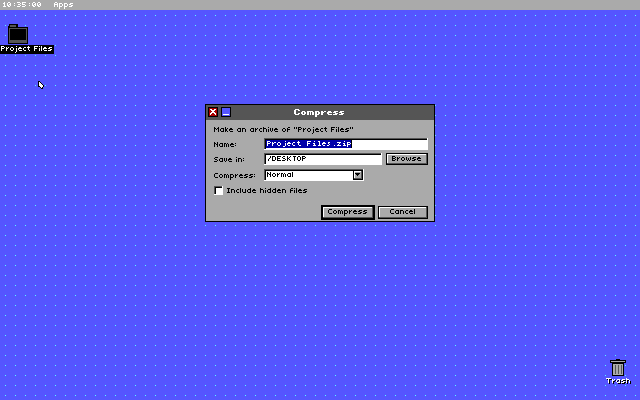 10:35:00 Apps
Project Files
Compress
Make an archive of "Project Files"
Name: Project Files.zip
Save in: /DESKTOP Browse
Compress: Normal
Include hidden files
Compress Cancel
Trash